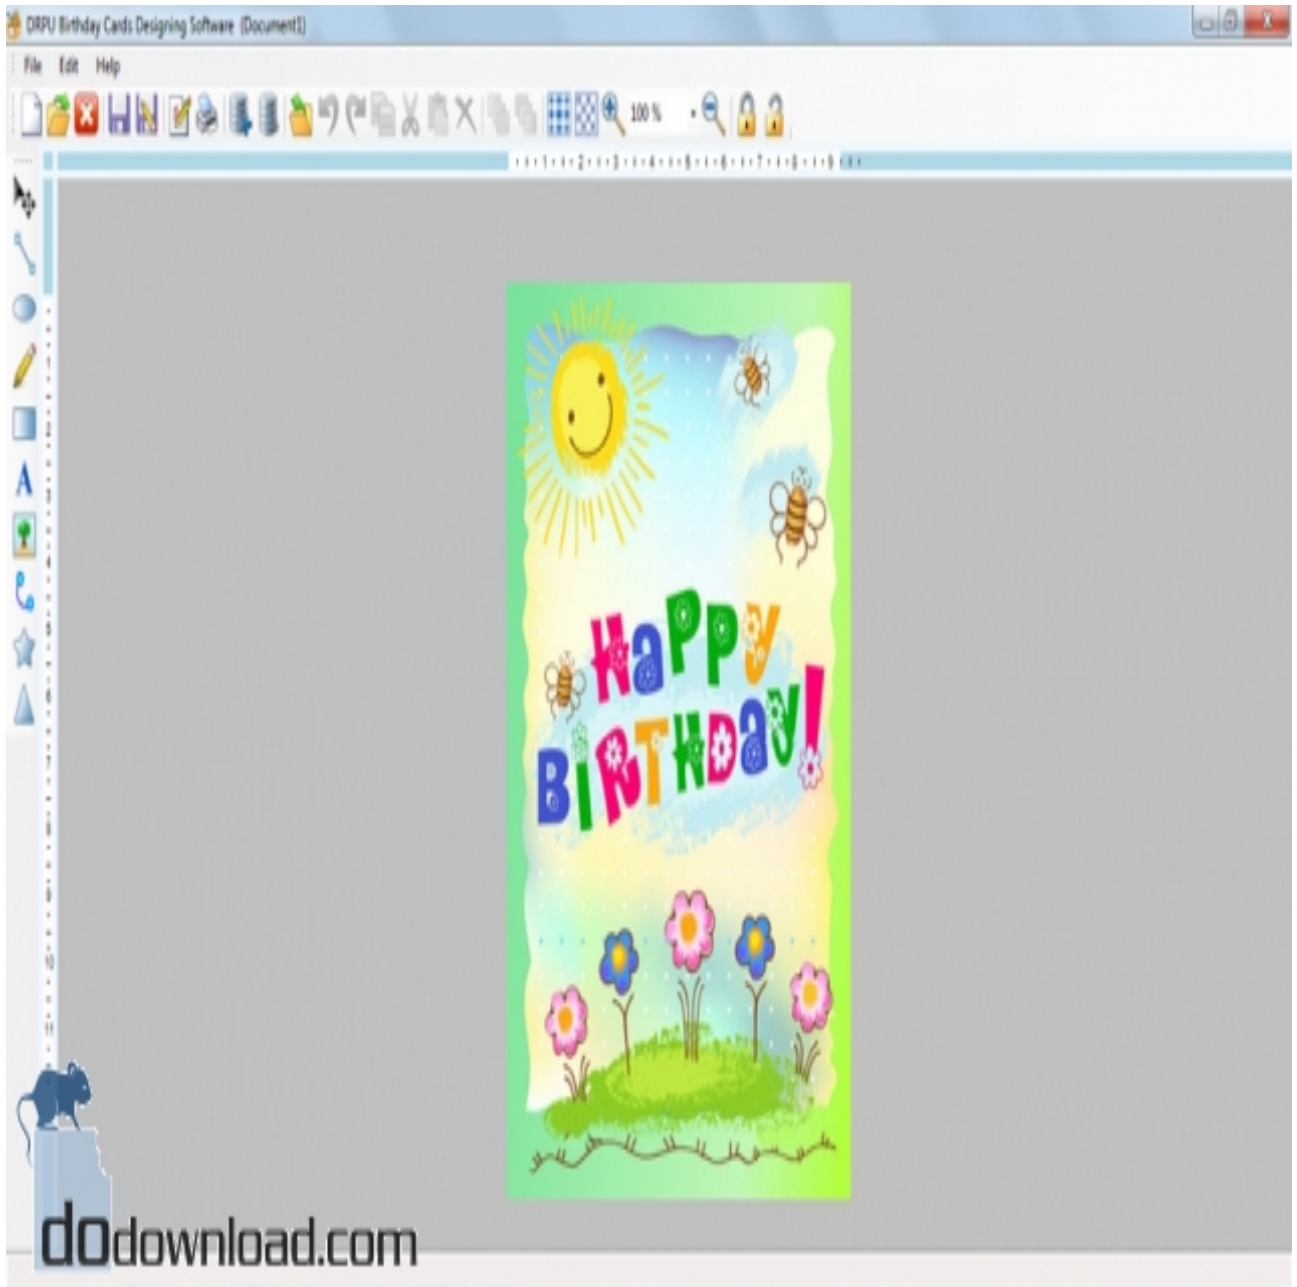 DRPU Birthday Cards Designing Software (Document1)
File Edit Help
100 %
A
HaPPy
BiRTHDay!
dodownload.com